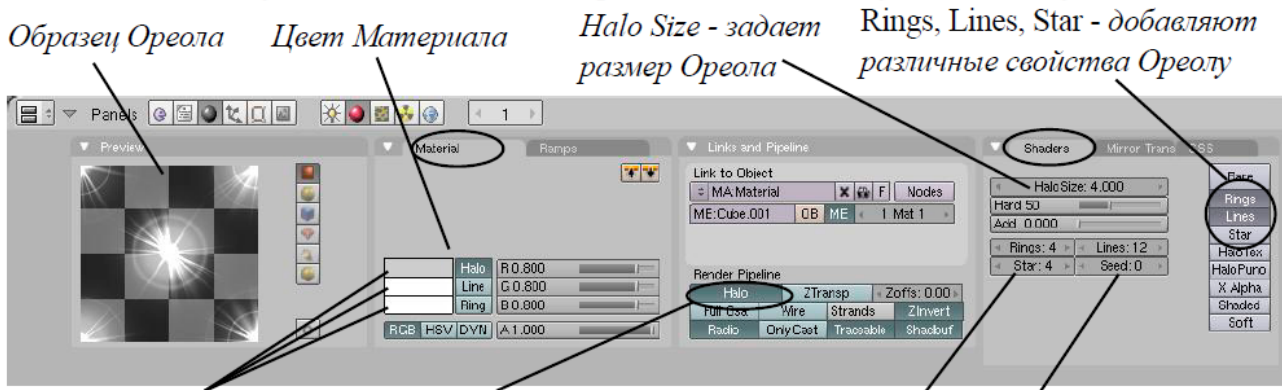 Образец Ореола
Цвет Материала
Halo Size - задает
размер Ореола
Rings, Lines, Star - добавляют
различные свойства Ореолу
Panels
1
Preview
Material
Ramps
Links and Pipeline
Shaders
Mirror Trans
SSS
Link to Object
MA:Material
X
F
Nodes
ME:Cube.001
OB
ME
1 Mat 1
Halo
R 0.800
Line
G 0.800
Ring
B 0.800
RGB
HSV
DYN
A 1.000
Render Pipeline
Halo
ZTransp
Zoffs: 0.00
Full Osa
Wire
Strands
ZInvert
Radio
OnlyCast
Traceable
Shadbuf
HaloSize: 4.000
Hard 50
Add 0.000
Rings: 4
Lines: 12
Star: 4
Seed: 0
Flare
Rings
Lines
Star
HaloTex
HaloPuno
X Alpha
Shaded
Soft